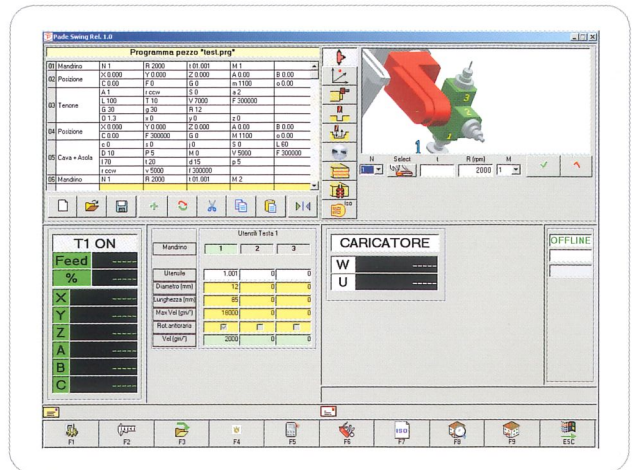 Pade Swing Rel. 1.0
Programma pezzo "test.prg"
01 Mandrino N 1 R 2000 t 01.001 M 1
02 Posizione X 0.000 Y 0.000 Z 0.000 A 0.00 B 0.00
C 0.00 F 0 G 0 m 1100 o 0.00
03 Tenone A 1 r ccw S 0 a 2
L 100 T 10 V 7000 F 300000
G 30 g 30 R 12
D 1.3 x 0 y 0 z 0
04 Posizione X 0.000 Y 0.000 Z 0.000 A 0.00 B 0.00
C 0.00 F 300000 G 0 M 1100 o 0.00
05 Cava + Asola c 0 s 0 j 0 S 0 L 60
D 10 P 5 M 0 V 5000 F 300000
I 70 t 20 d 15 p 5
r ccw v 5000 f 300000
06 Mandrino N 1 R 2000 t 01.001 M 2
ISO
1 2 3
1
N Select t R (rpm) M
1 2000 1
T1 ON
Feed -----
% -----
X -----
Y -----
Z -----
A -----
B -----
C -----
Utensili Testa 1
Mandrino 1 2 3
Utensile 1.001 0 0
Diametro (mm) 12 0 0
Lunghezza (mm) 85 0 0
Max Vel (giri/') 18000 0 0
Rot.antioraria
Vel (giri/') 2000 0 0
CARICATORE
W -----
U -----
OFFLINE
F1 F2 F3 F4 F5 F6 ISO F7 F8 F9 ESC